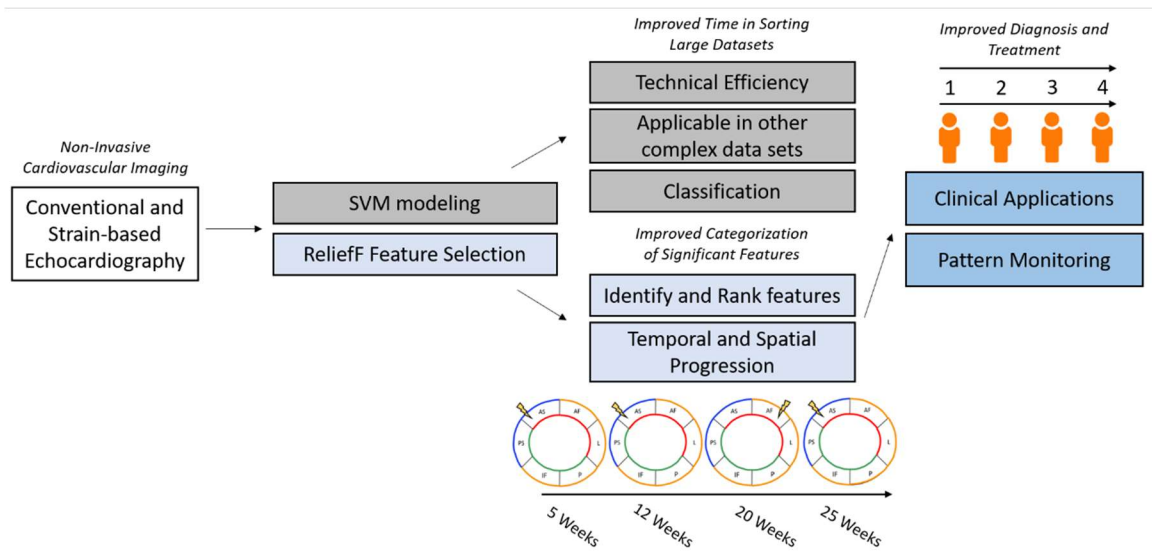 Non-Invasive
Cardiovascular Imaging
Conventional and
Strain-based
Echocardiography
SVM modeling
ReliefF Feature Selection
Improved Time in Sorting
Large Datasets
Technical Efficiency
Applicable in other
complex data sets
Classification
Improved Categorization
of Significant Features
Identify and Rank features
Temporal and Spatial
Progression
AS AF
PS L
IF P
AS AF
PS L
IF P
AS AF
PS L
IF P
AS AF
PS L
IF P
5 Weeks
12 Weeks
20 Weeks
25 Weeks
Improved Diagnosis and
Treatment
1 2 3 4
Clinical Applications
Pattern Monitoring